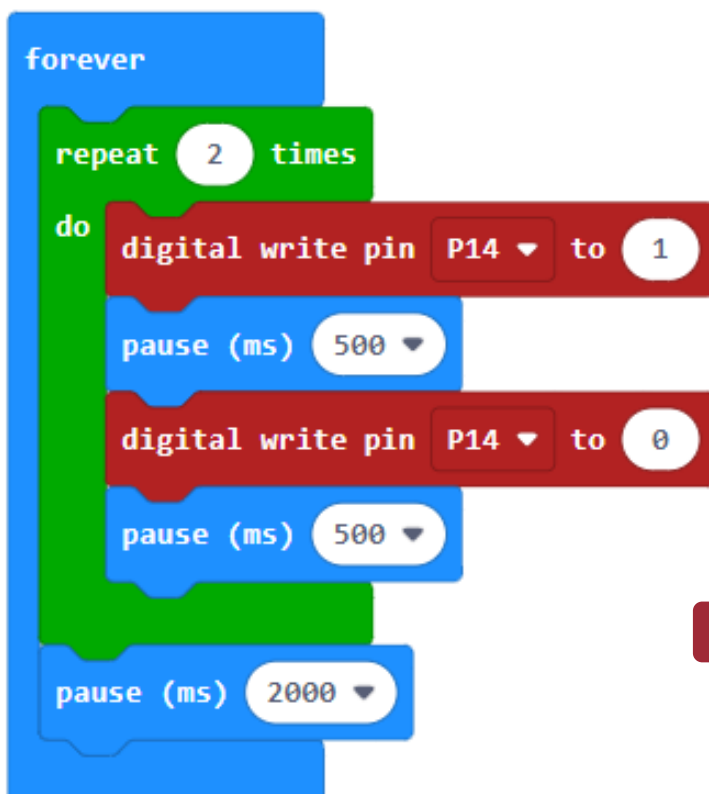 forever
repeat 2 times
do
digital write pin P14 to 1
pause (ms) 500
digital write pin P14 to 0
pause (ms) 500
pause (ms) 2000